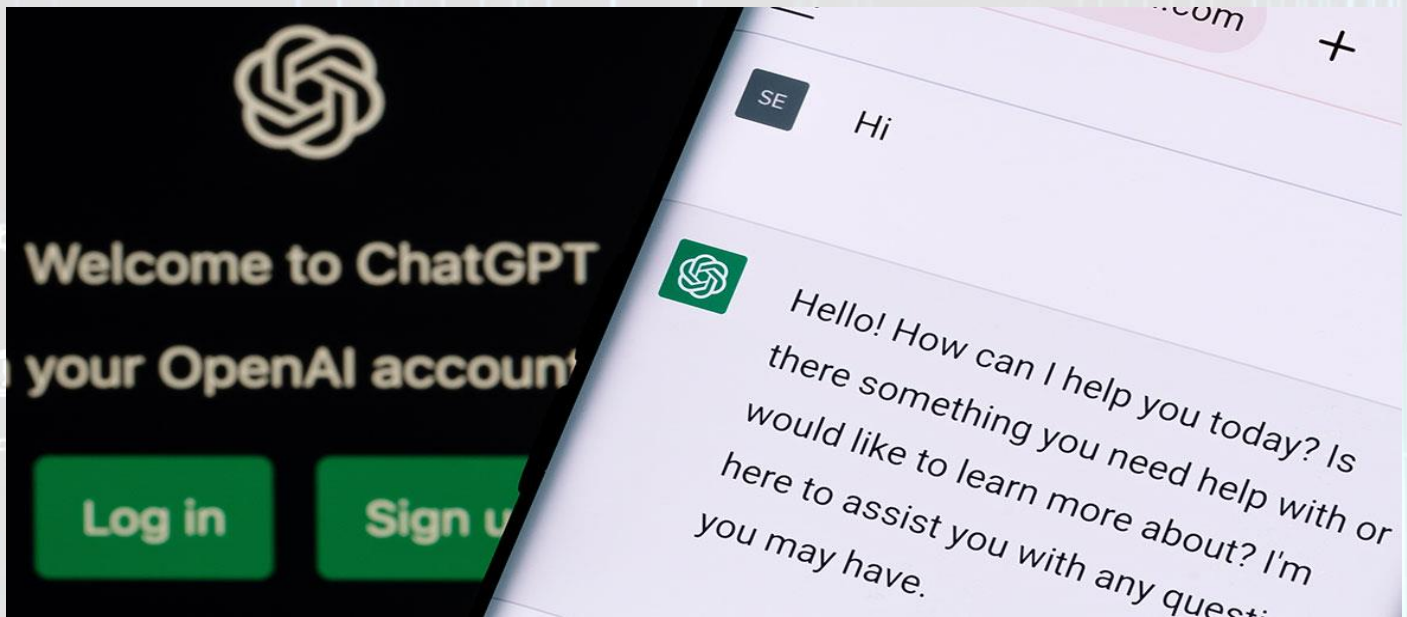 Welcome to ChatGPT
your OpenAI account
Log in
Sign u
.com
SE
Hi
Hello! How can I help you today? Is
there something you need help with or
would like to learn more about? I'm
here to assist you with any questi
you may have.